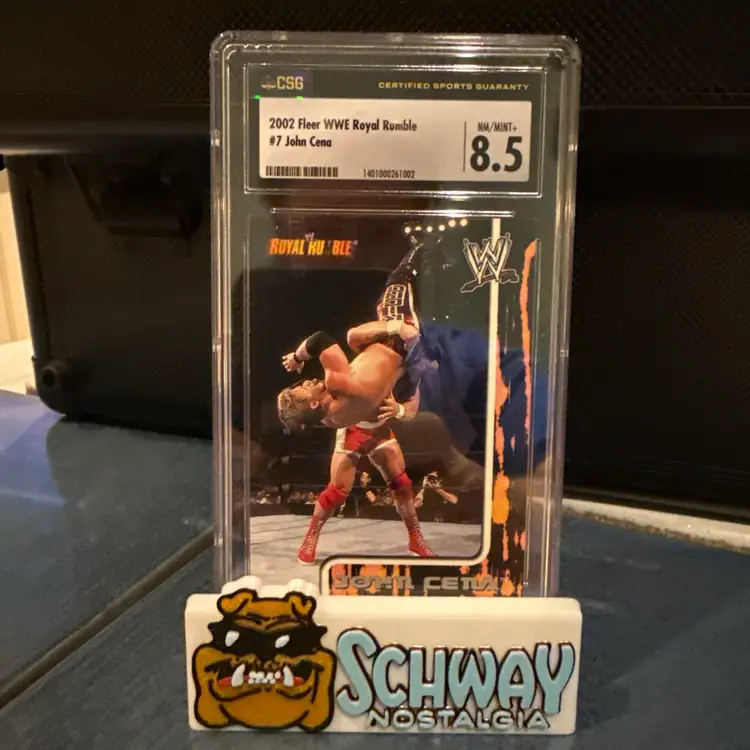 CSG
CERTIFIED SPORTS GUARANTY
2002 Fleer WWE Royal Rumble
#7 John Cena
NM/MINT+
8.5
1401000261002
ROYAL RUMBLE
W
JOHN CENA
SCHWAY
NOSTALGIA